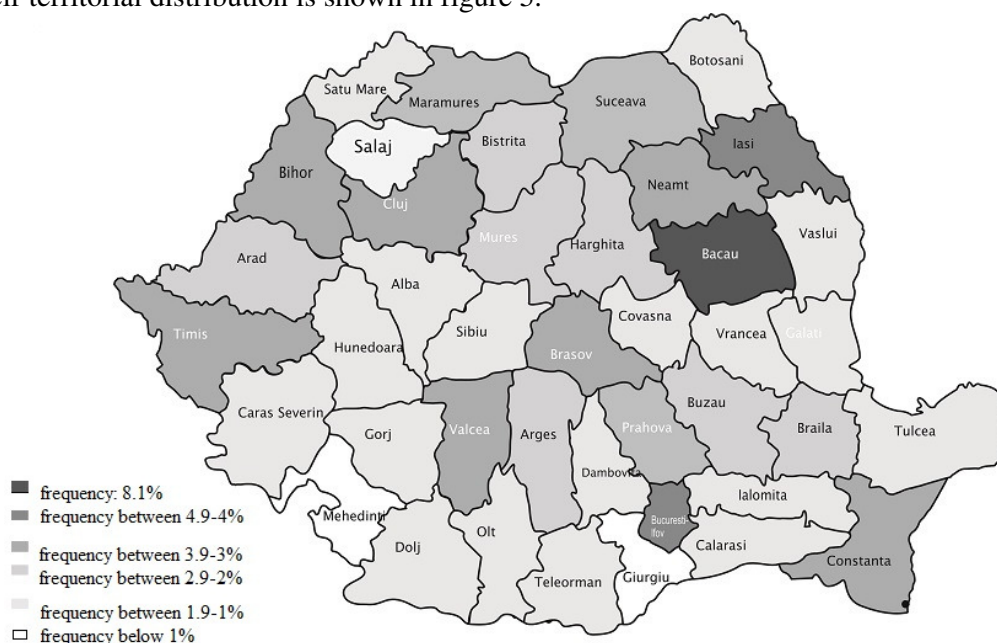 eir territorial distribution is shown in figure 3.
Botosani
Satu Mare
Maramures
Suceava
Salaj
Bistrita
Iasi
Bihor
Neamt
Cluj
Mures
Harghita
Vaslui
Arad
Bacau
Alba
Covasna
Timis
Sibiu
Vrancea
Galati
Hunedoara
Brasov
Caras Severin
Buzau
Gorj
Valcea
Arges
Prahova
Braila
Tulcea
Dambovita
frequency: 8.1%
Ialomita
frequency between 4.9-4%
Mehedinti
Olt
Bucuresti-
Ilfov
Calarasi
frequency between 3.9-3%
Dolj
Constanta
frequency between 2.9-2%
Teleorman
Giurgiu
frequency between 1.9-1%
frequency below 1%